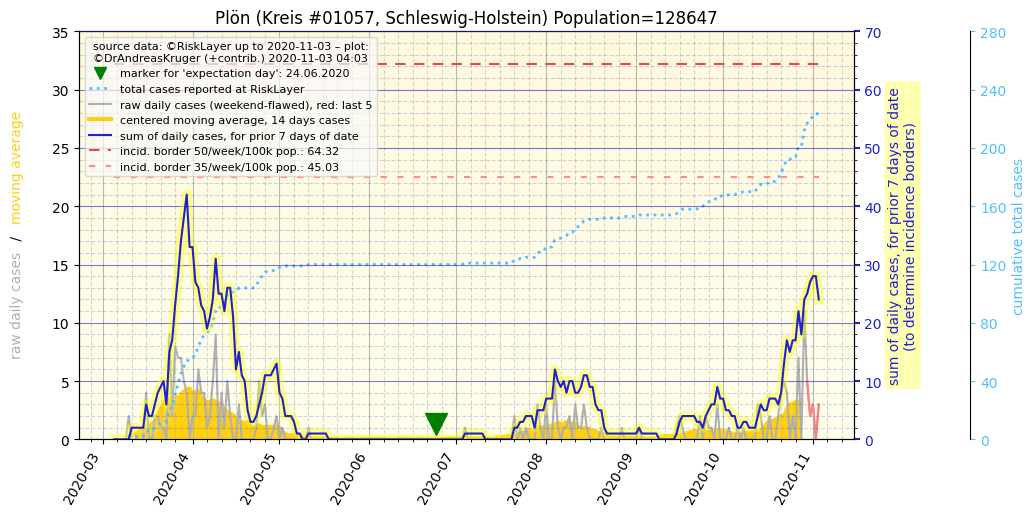 Plön (Kreis #01057, Schleswig-Holstein) Population=128647
source data: ©RiskLayer up to 2020-11-03 – plot:
©DrAndreasKruger (+contrib.) 2020-11-03 04:03
marker for 'expectation day': 24.06.2020
total cases reported at RiskLayer
raw daily cases (weekend-flawed), red: last 5
centered moving average, 14 days cases
sum of daily cases, for prior 7 days of date
incid. border 50/week/100k pop.: 64.32
incid. border 35/week/100k pop.: 45.03
raw daily cases / moving average
35
30
25
20
15
10
5
0
2020-03
2020-04
2020-05
2020-06
2020-07
2020-08
2020-09
2020-10
2020-11
70
60
50
40
30
20
10
0
sum of daily cases, for prior 7 days of date
(to determine incidence borders)
280
240
200
160
120
80
40
0
cumulative total cases